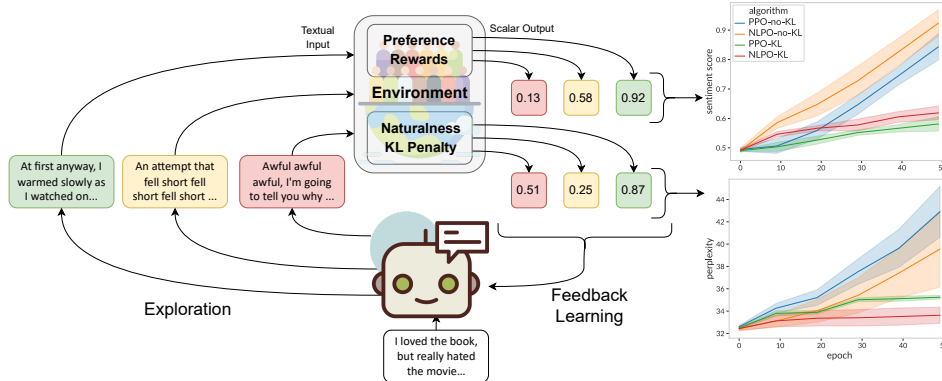 Textual
Input
Scalar Output
Preference
Rewards
Environment
Naturalness
KL Penalty
0.13
0.58
0.92
0.51
0.25
0.87
At first anyway, I
warmed slowly as
I watched on...
An attempt that
fell short fell
short fell short ...
Awful awful
awful, I'm going
to tell you why ...
Exploration
Feedback
Learning
I loved the book,
but really hated
the movie...
algorithm
PPO-no-KL
NLPO-no-KL
PPO-KL
NLPO-KL
sentiment score
0.9
0.8
0.7
0.6
0.5
0 10 20 30 40 5
perplexity
44
42
40
38
36
34
32
0 10 20 30 40 5
epoch